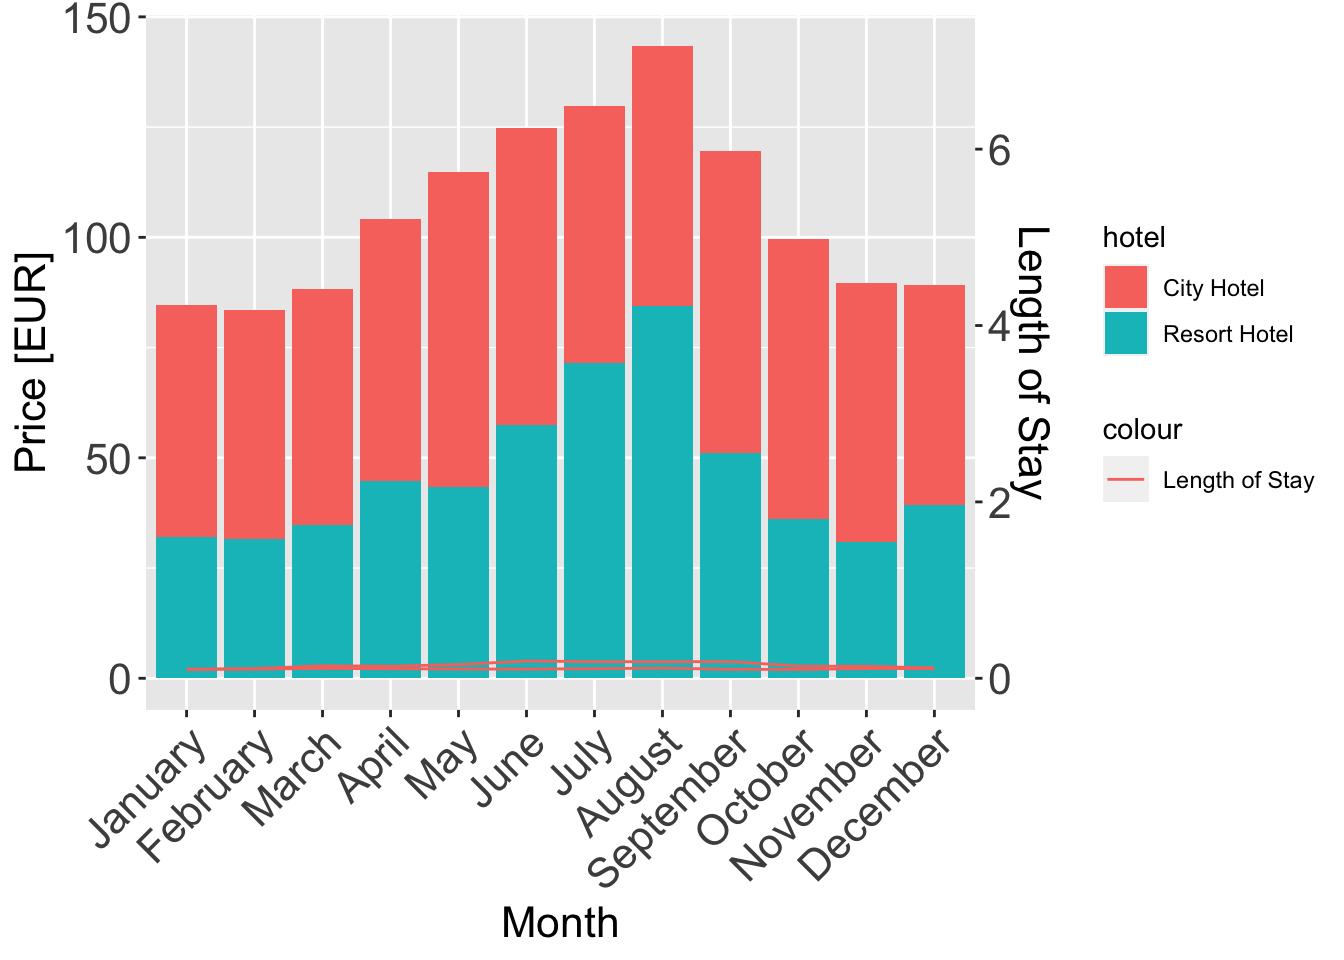 Price [EUR]
150
100
50
0
6
4
2
0
Length of Stay
January
February
March
April
May
June
July
August
September
October
November
December
Month
hotel
City Hotel
Resort Hotel
colour
Length of Stay